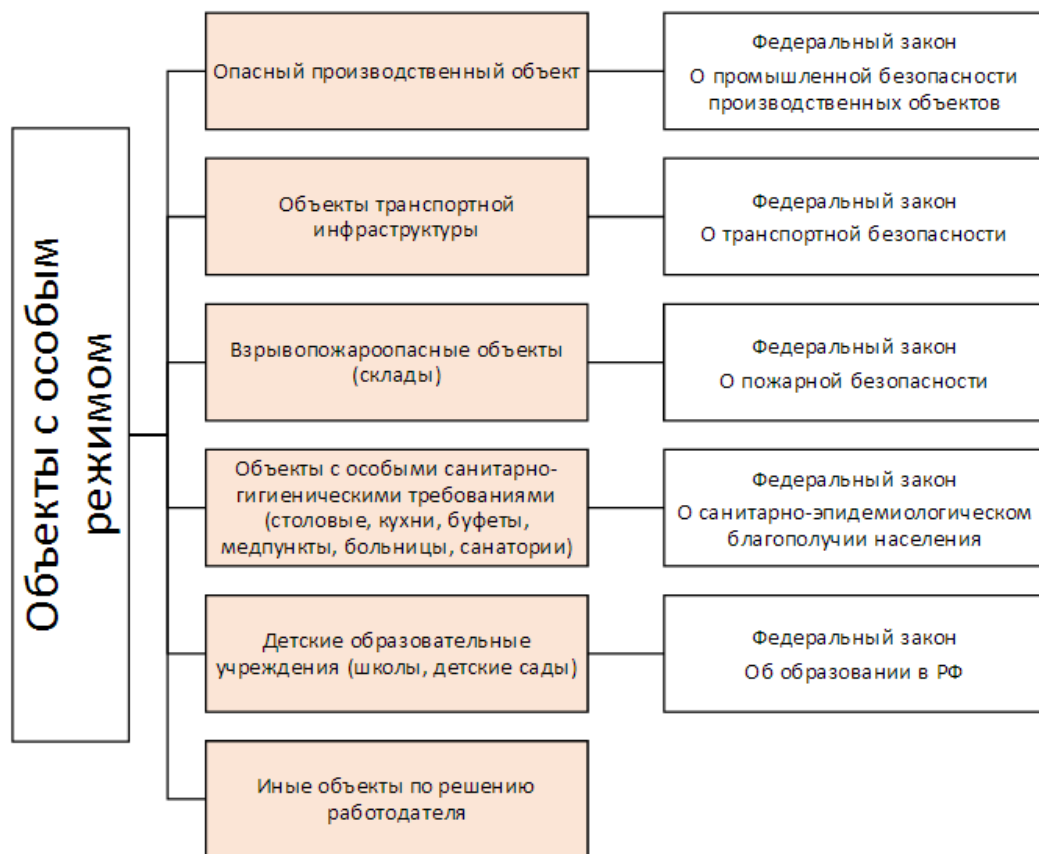 Объекты с особым
режимом
Опасный производственный объект
Федеральный закон
О промышленной безопасности
производственных объектов
Объекты транспортной
инфраструктуры
Федеральный закон
О транспортной безопасности
Взрывопожароопасные объекты
(склады)
Федеральный закон
О пожарной безопасности
Объекты с особыми санитарно-
гигиеническими требованиями
(столовые, кухни, буфеты,
медпункты, больницы, санатории)
Федеральный закон
О санитарно-эпидемиологическом
благополучии населения
Детские образовательные
учреждения (школы, детские сады)
Федеральный закон
Об образовании в РФ
Иные объекты по решению
работодателя